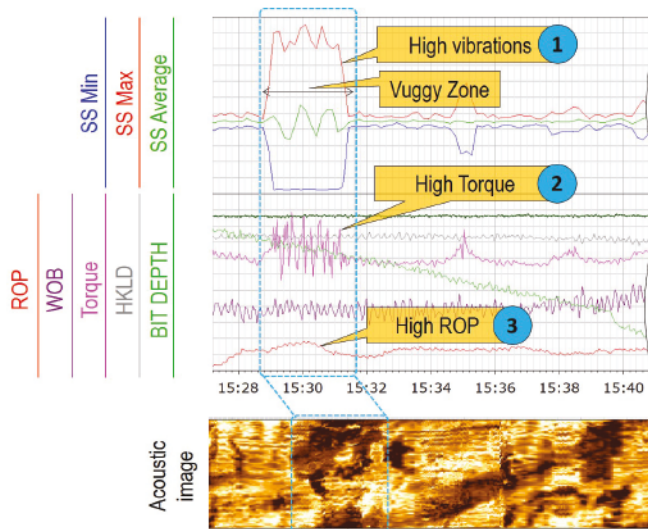 SS Min
SS Max
SS Average
High vibrations 1
Vuggy Zone
ROP
WOB
Torque
HKLD
BIT DEPTH
High Torque 2
High ROP 3
15:28 15:30 15:32 15:34 15:36 15:38 15:40
Acoustic
image